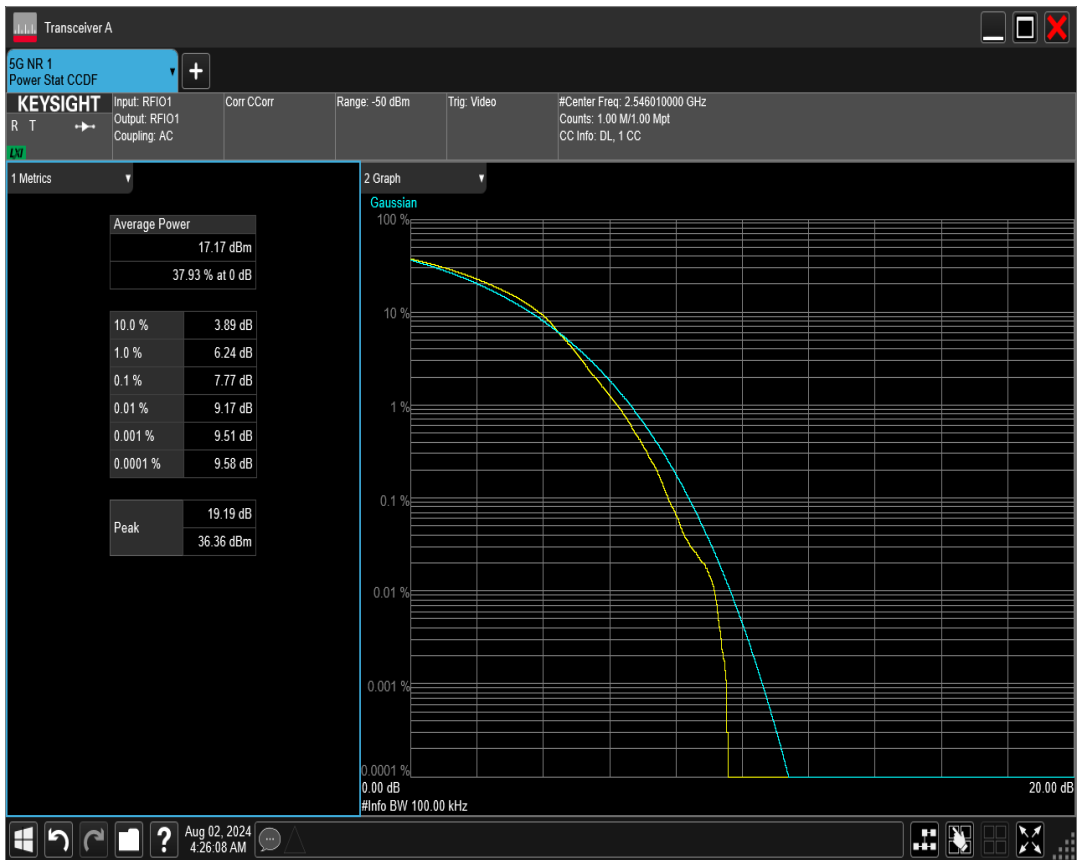 Transceiver A
5G NR 1
Power Stat CCDF
KEYSIGHT
R T
LXI
Input: RFIO1
Output: RFIO1
Coupling: AC
Corr CCorr
Range: -50 dBm
Trig: Video
#Center Freq: 2.546010000 GHz
Counts: 1.00 M/1.00 Mpt
CC Info: DL, 1 CC
1 Metrics
Average Power
17.17 dBm
37.93 % at 0 dB
10.0 % 3.89 dB
1.0 % 6.24 dB
0.1 % 7.77 dB
0.01 % 9.17 dB
0.001 % 9.51 dB
0.0001 % 9.58 dB
Peak
19.19 dB
36.36 dBm
2 Graph
Gaussian
100 %
10 %
1 %
0.1 %
0.01 %
0.001 %
0.0001 %
0.00 dB 20.00 dB
#Info BW 100.00 kHz
Aug 02, 2024
4:26:08 AM